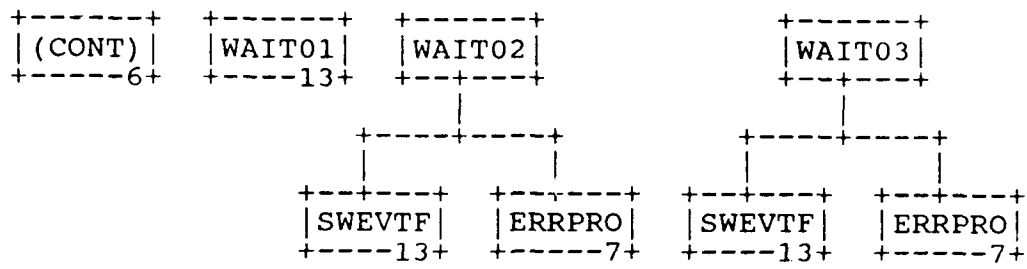 (CONT) WAIT01 WAIT02 WAIT03
6 13
SWEVTF ERRPRO SWEVTF ERRPRO
13 7 13 7